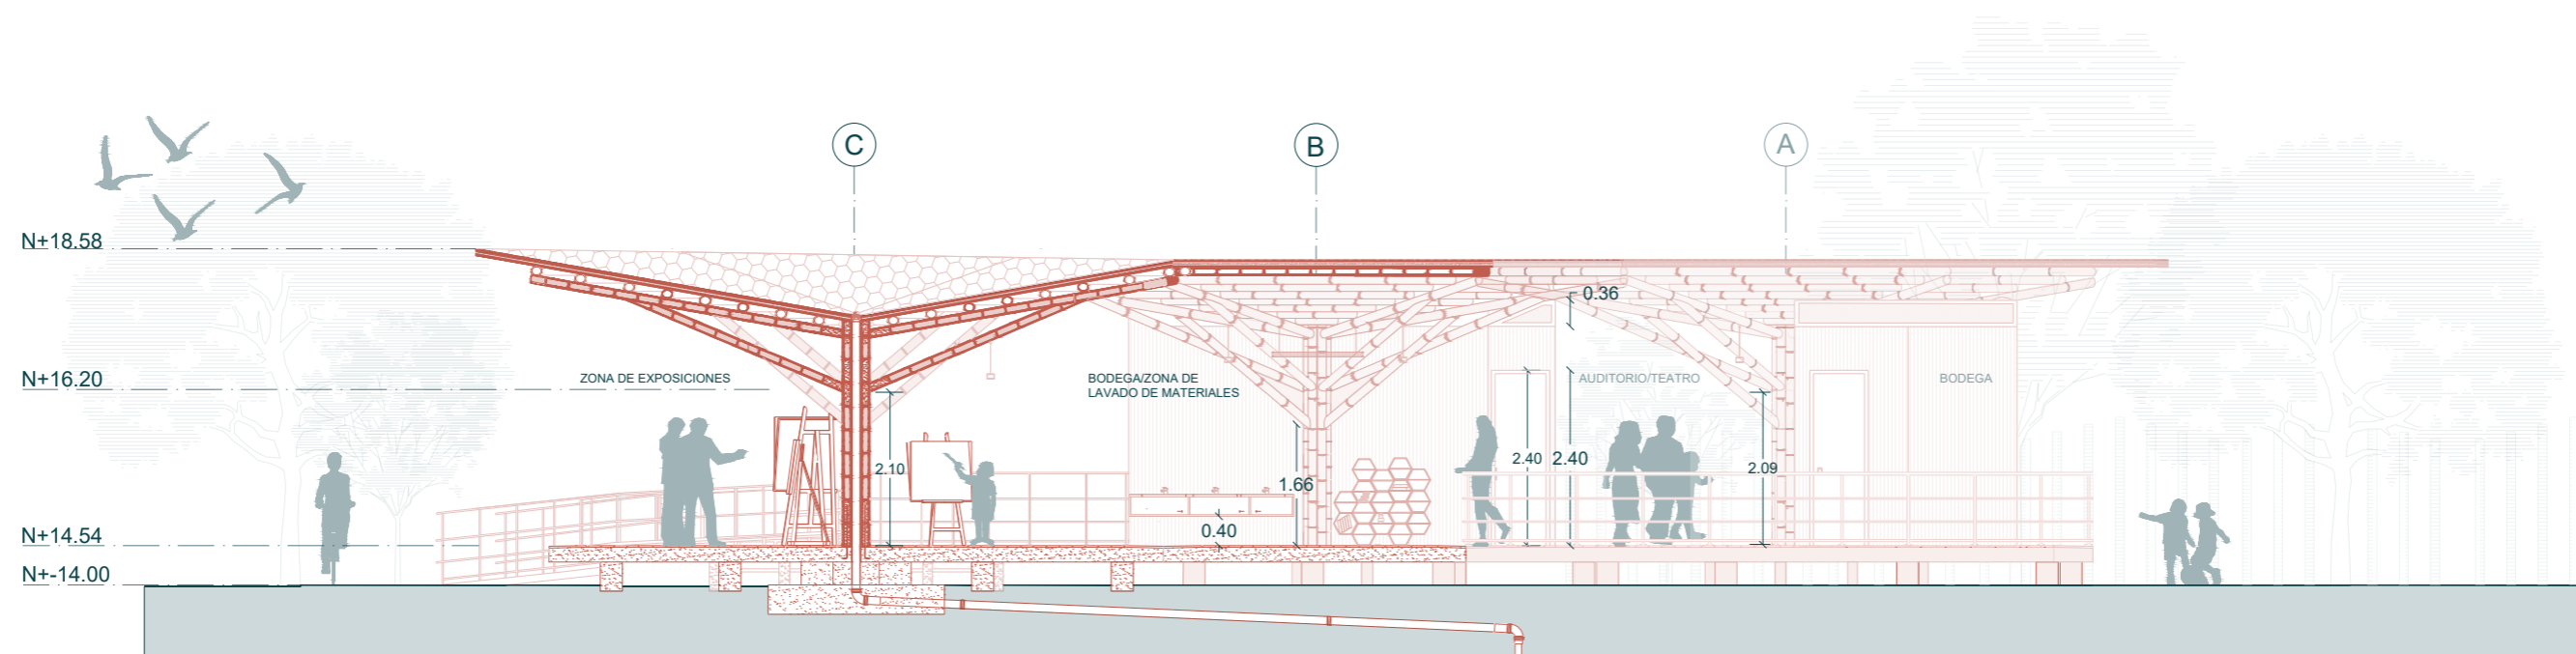 C
B
A
N+18.58
0.36
N+16.20
ZONA DE EXPOSICIONES
BODEGA/ZONA DE
LAVADO DE MATERIALES
AUDITORIO/TEATRO
BODEGA
2.10
1.66
2.40
2.40
2.09
0.40
N+14.54
N+-14.00